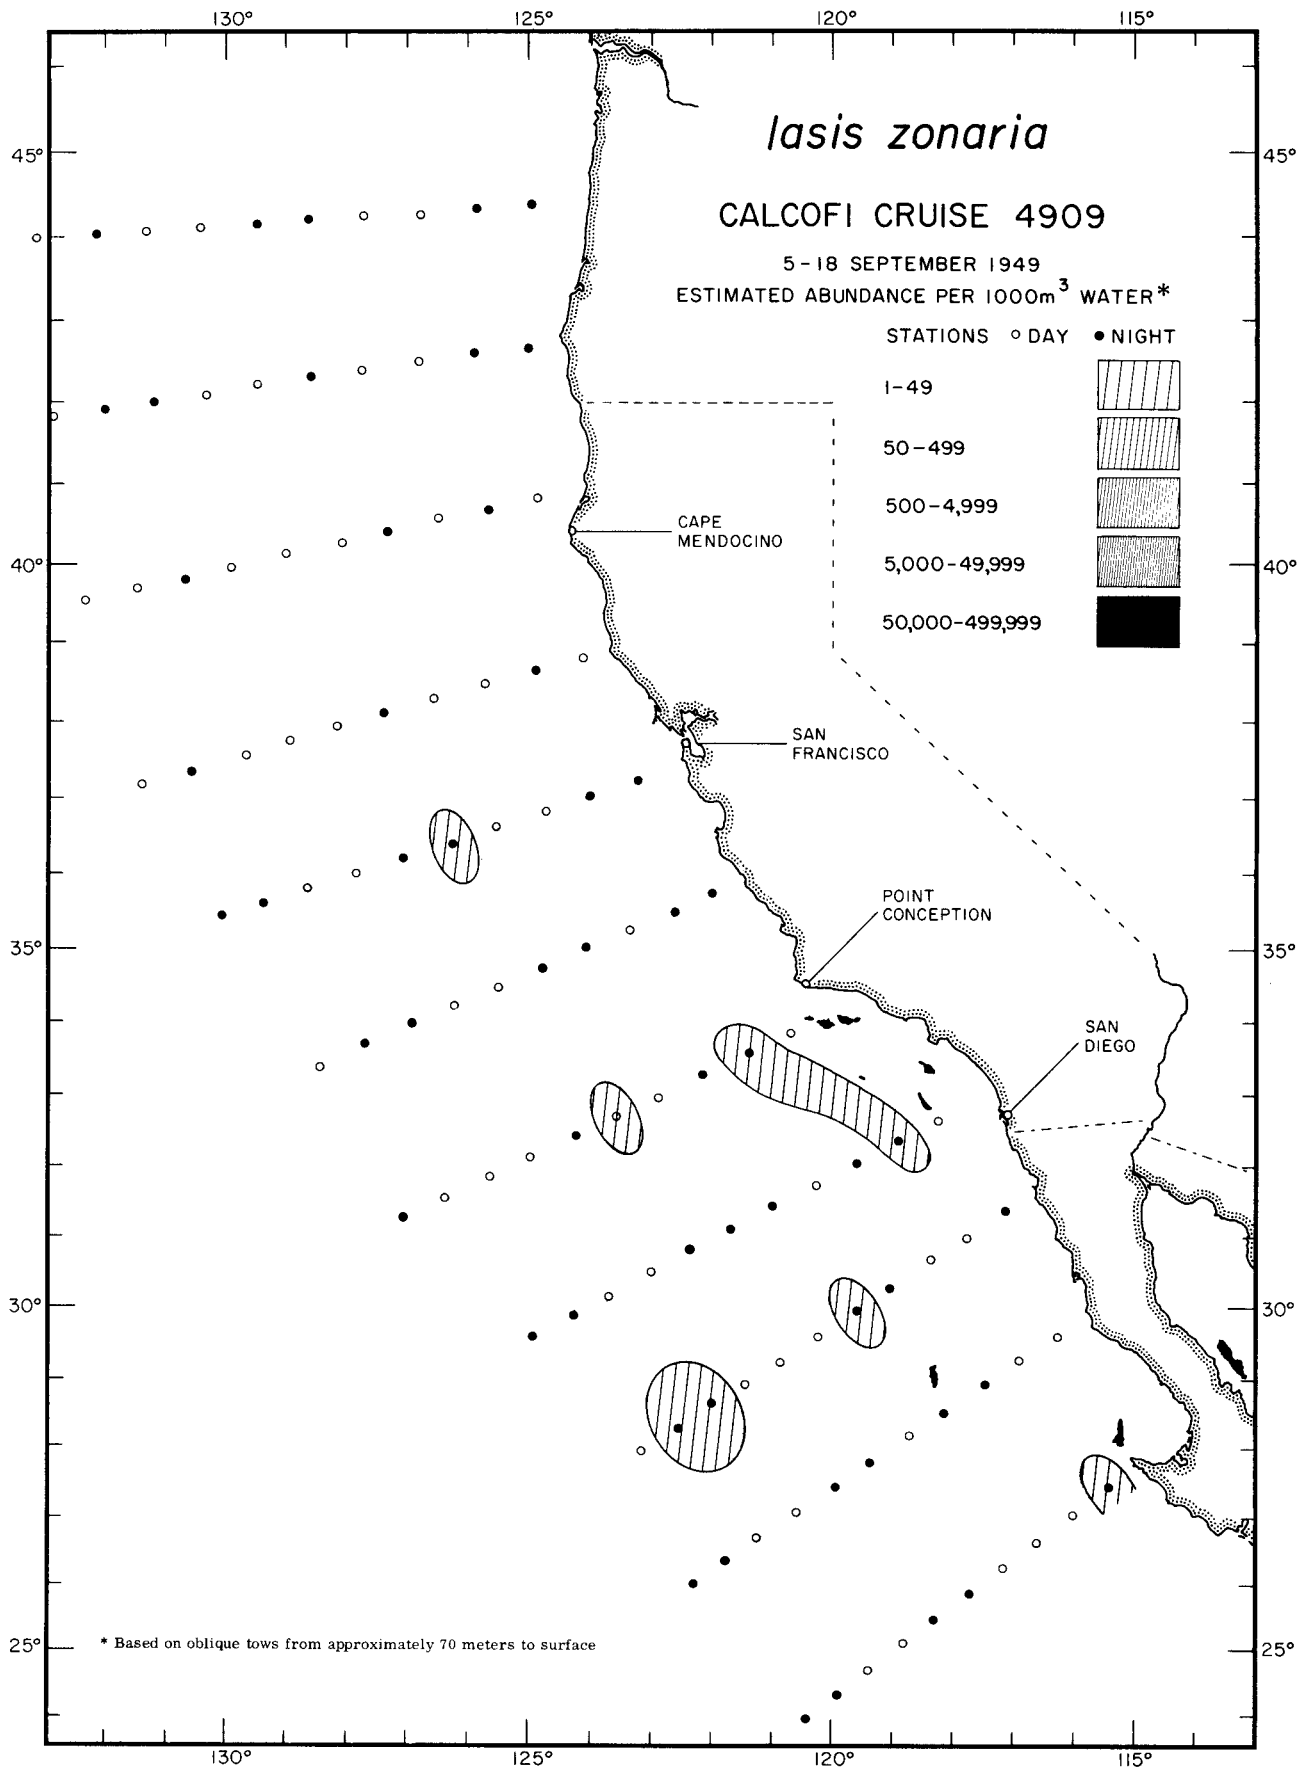 130° 125° 120° 115°
Iasis zonaria
45° 45°
CALCOFI CRUISE 4909
5-18 SEPTEMBER 1949
ESTIMATED ABUNDANCE PER 1000m³ WATER*
STATIONS ○ DAY ● NIGHT
1-49
50-499
500-4,999
5,000-49,999
50,000-499,999
CAPE
MENDOCINO
40° 40°
SAN
FRANCISCO
POINT
CONCEPTION
35° 35°
SAN
DIEGO
30° 30°
* Based on oblique tows from approximately 70 meters to surface
25° 25°
130° 125° 120° 115°